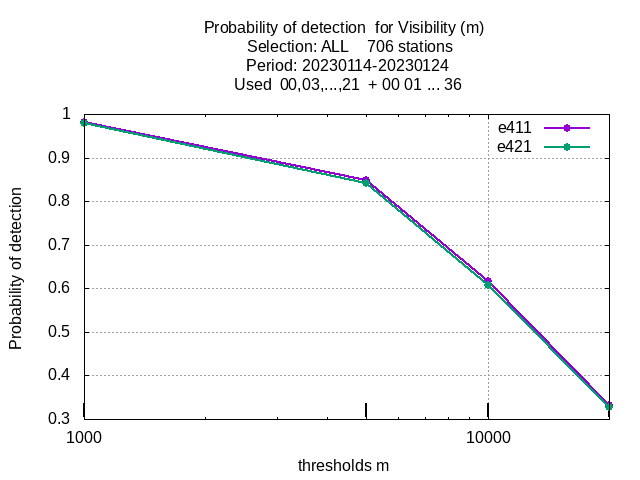 Probability of detection  for Visibility (m)
Selection: ALL    706 stations
Period: 20230114-20230124
Used  00,03,...,21  + 00 01 ... 36
e411
e421
1
0.9
0.8
0.7
0.6
0.5
0.4
0.3
Probability of detection
1000
10000
thresholds m